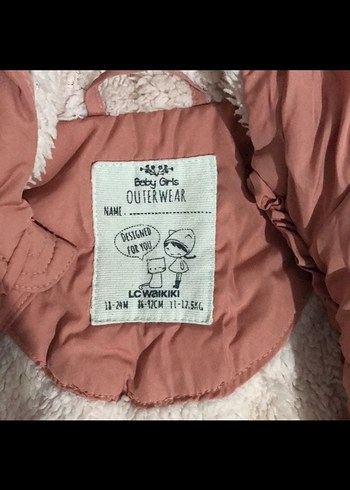 Baby Girls
OUTERWEAR
NAME
DESIGNED
FOR YOU
LC WAIKIKI
18-24M 86-92CM 11-12.5KG